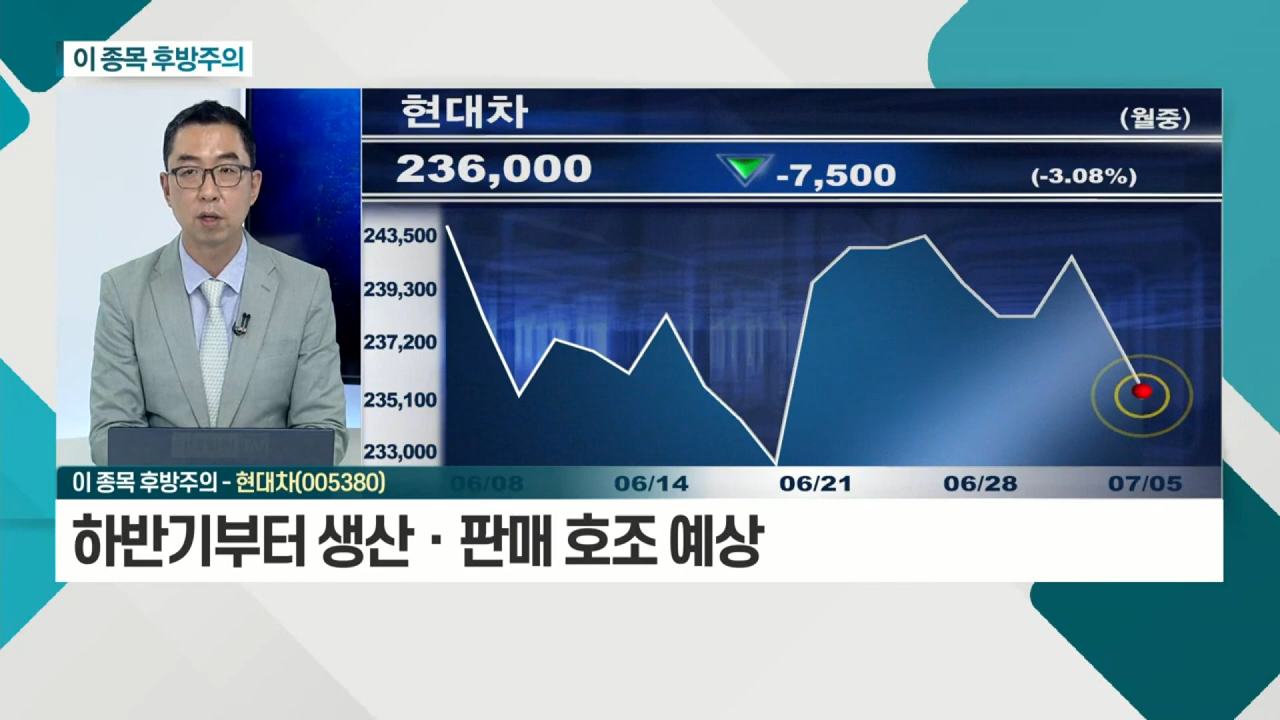 이 종목 후방주의
현대차
(월중)
236,000 -7,500 (-3.08%)
243,500
239,300
237,200
235,100
233,000
06/08 06/14 06/21 06/28 07/05
이 종목 후방주의 - 현대차(005380)
하반기부터 생산 · 판매 호조 예상